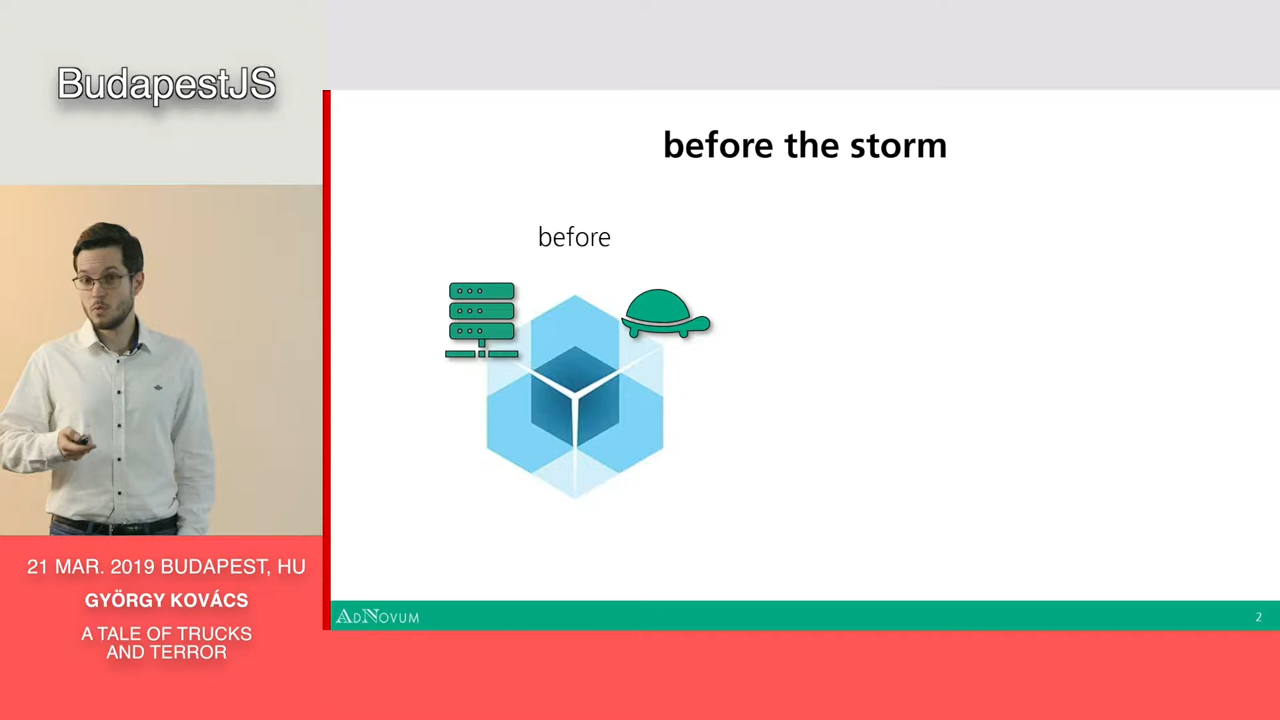 BudapestJS
before the storm
before
21 MAR. 2019 BUDAPEST, HU
GYÖRGY KOVÁCS
A TALE OF TRUCKS
AND TERROR
ADNOVUM
2